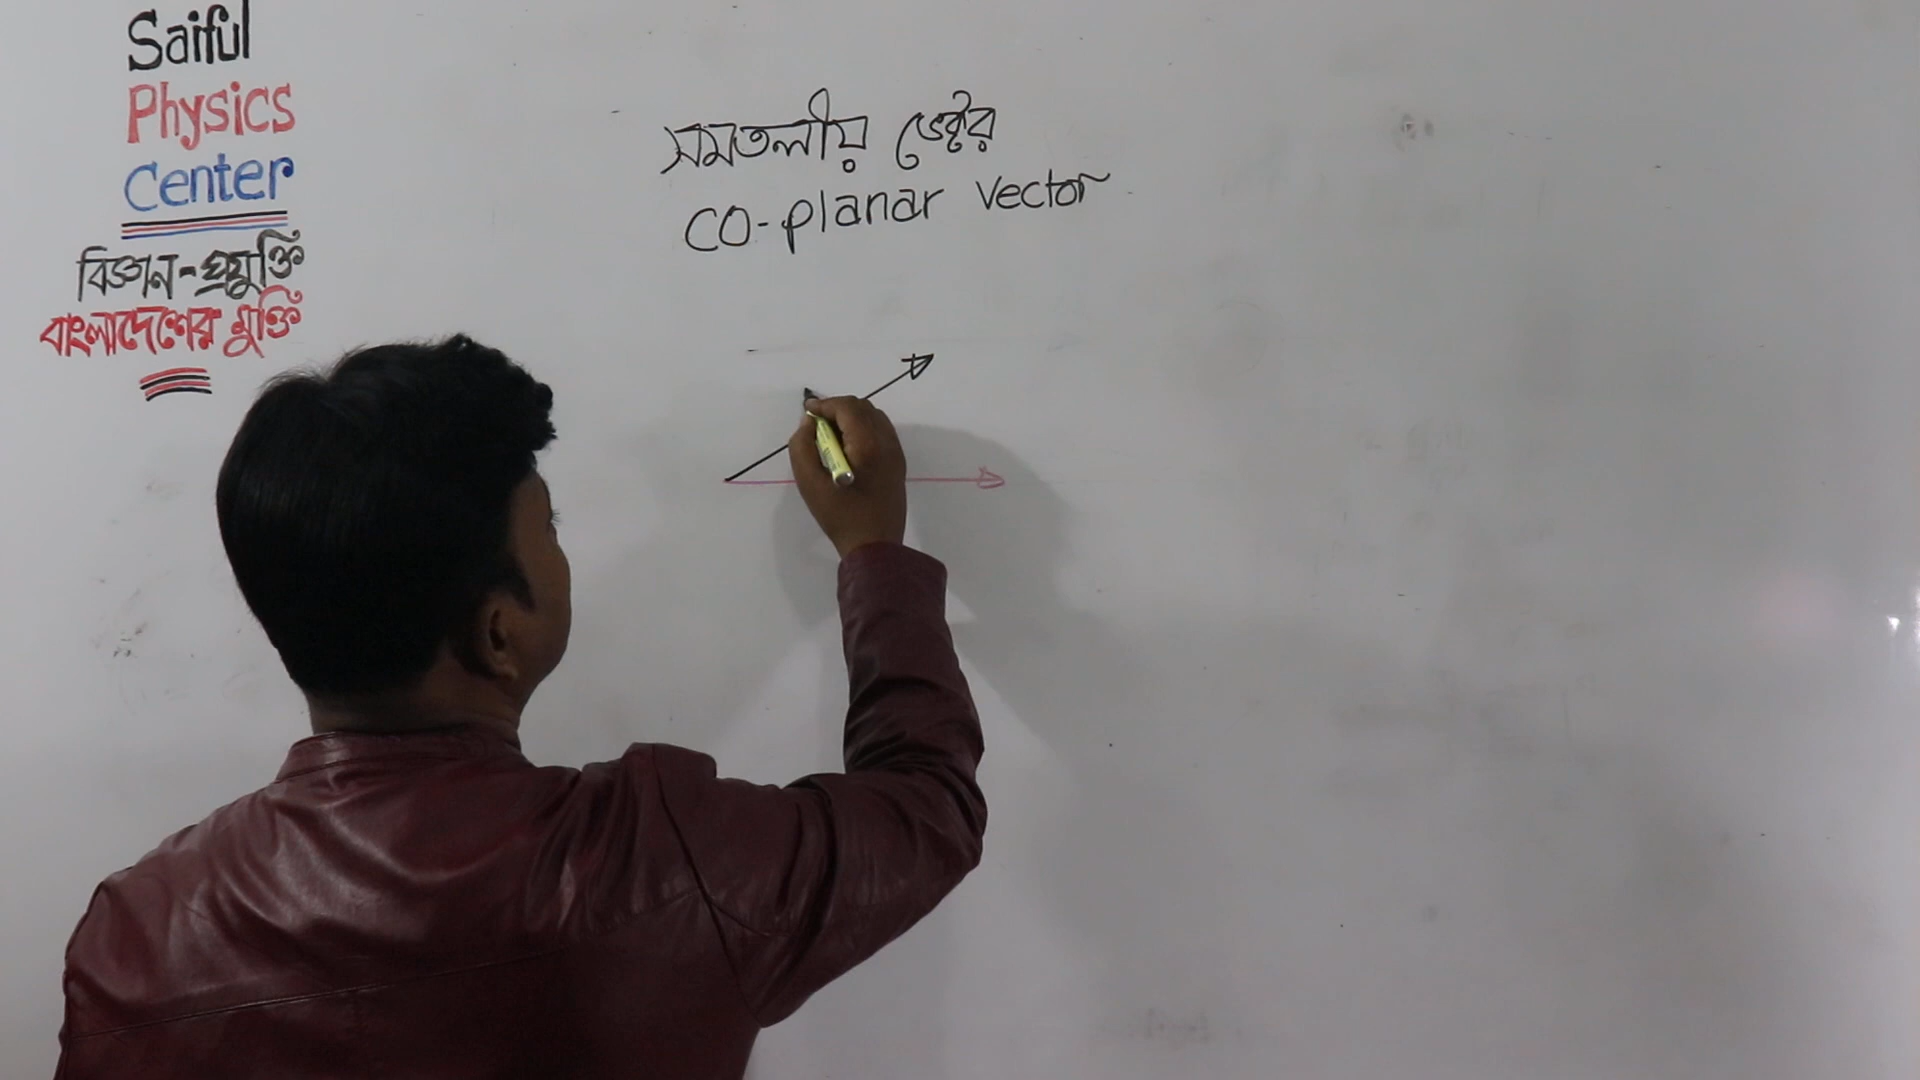 Saiful
Physics
Center
বিজ্ঞান-প্রযুক্তি
বাংলাদেশের মুক্তি
সমতলীয় ভেক্টর
CO-planar vector